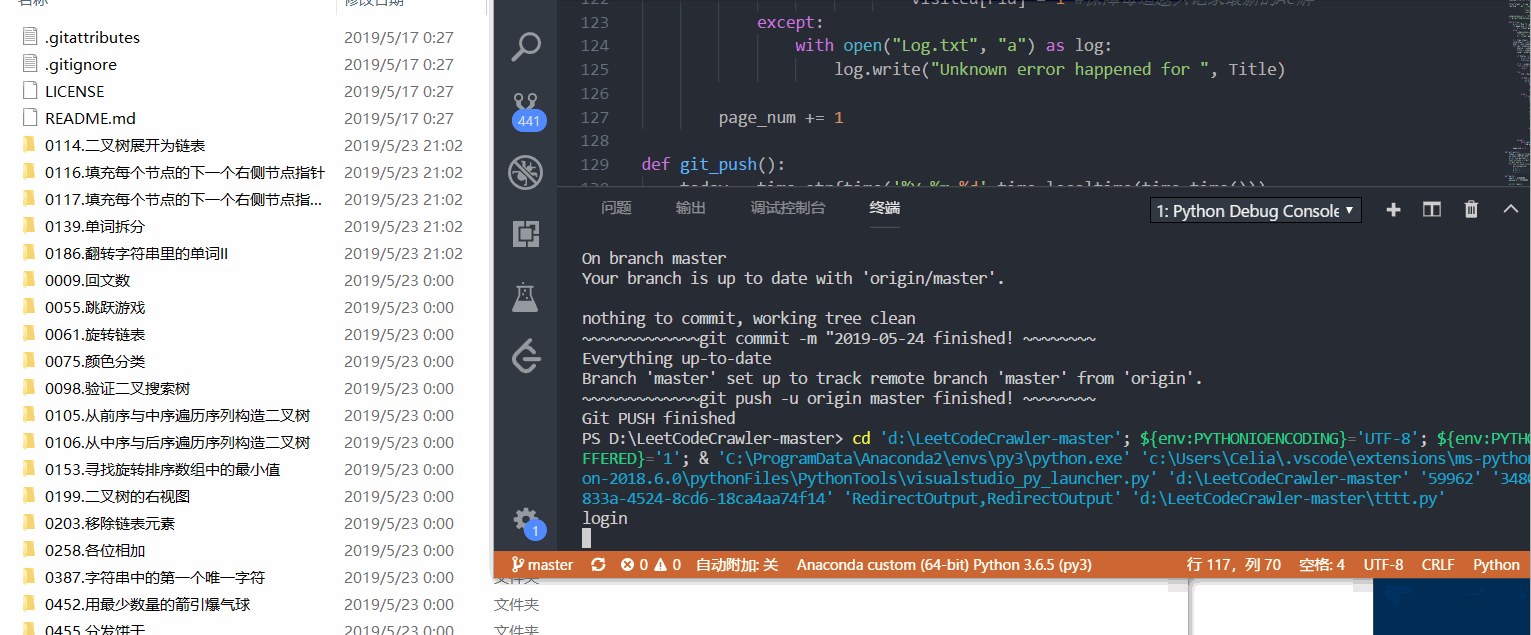 名称 修改日期
.gitattributes 2019/5/17 0:27
.gitignore 2019/5/17 0:27
LICENSE 2019/5/17 0:27
README.md 2019/5/17 0:27
0114.二叉树展开为链表 2019/5/23 21:02
0116.填充每个节点的下一个右侧节点指针 2019/5/23 21:02
0117.填充每个节点的下一个右侧节点指... 2019/5/23 21:02
0139.单词拆分 2019/5/23 21:02
0186.翻转字符串里的单词II 2019/5/23 21:02
0009.回文数 2019/5/23 0:00
0055.跳跃游戏 2019/5/23 0:00
0061.旋转链表 2019/5/23 0:00
0075.颜色分类 2019/5/23 0:00
0098.验证二叉搜索树 2019/5/23 0:00
0105.从前序与中序遍历序列构造二叉树 2019/5/23 0:00
0106.从中序与后序遍历序列构造二叉树 2019/5/23 0:00
0153.寻找旋转排序数组中的最小值 2019/5/23 0:00
0199.二叉树的右视图 2019/5/23 0:00
0203.移除链表元素 2019/5/23 0:00
0258.各位相加 2019/5/23 0:00
0387.字符串中的第一个唯一字符 2019/5/23 0:00
0452.用最少数量的箭引爆气球 2019/5/23 0:00
0455.分发饼干 2019/5/23 0:00
文件夹
文件夹
文件夹
441
1
122 visited[Pid] = 1
123 except:
124 with open("Log.txt", "a") as log:
125 log.write("Unknown error happened for ", Title)
126
127 page_num += 1
128
129 def git_push():
130 today = time.strftime('%Y-%m-%d',time.localtime(time.time()))
问题 输出 调试控制台 终端 1: Python Debug Console
On branch master
Your branch is up to date with 'origin/master'.
nothing to commit, working tree clean
~~~~~~~~~~~~~git commit -m "2019-05-24 finished! ~~~~~~~~
Everything up-to-date
Branch 'master' set up to track remote branch 'master' from 'origin'.
~~~~~~~~~~~~~git push -u origin master finished! ~~~~~~~~
Git PUSH finished
PS D:\LeetCodeCrawler-master> cd 'd:\LeetCodeCrawler-master'; ${env:PYTHONIOENCODING}='UTF-8'; ${env:PYTH
FFERED}='1'; & 'C:\ProgramData\Anaconda2\envs\py3\python.exe' 'c:\Users\Celia\.vscode\extensions\ms-python
on-2018.6.0\pythonFiles\PythonTools\visualstudio_py_launcher.py' 'd:\LeetCodeCrawler-master' '59962' '348
833a-4524-8cd6-18ca4aa74f14' 'RedirectOutput,RedirectOutput' 'd:\LeetCodeCrawler-master\tttt.py'
login
master 0 0 自动附加: 关 Anaconda custom (64-bit) Python 3.6.5 (py3) 行 117，列 70 空格: 4 UTF-8 CRLF Python